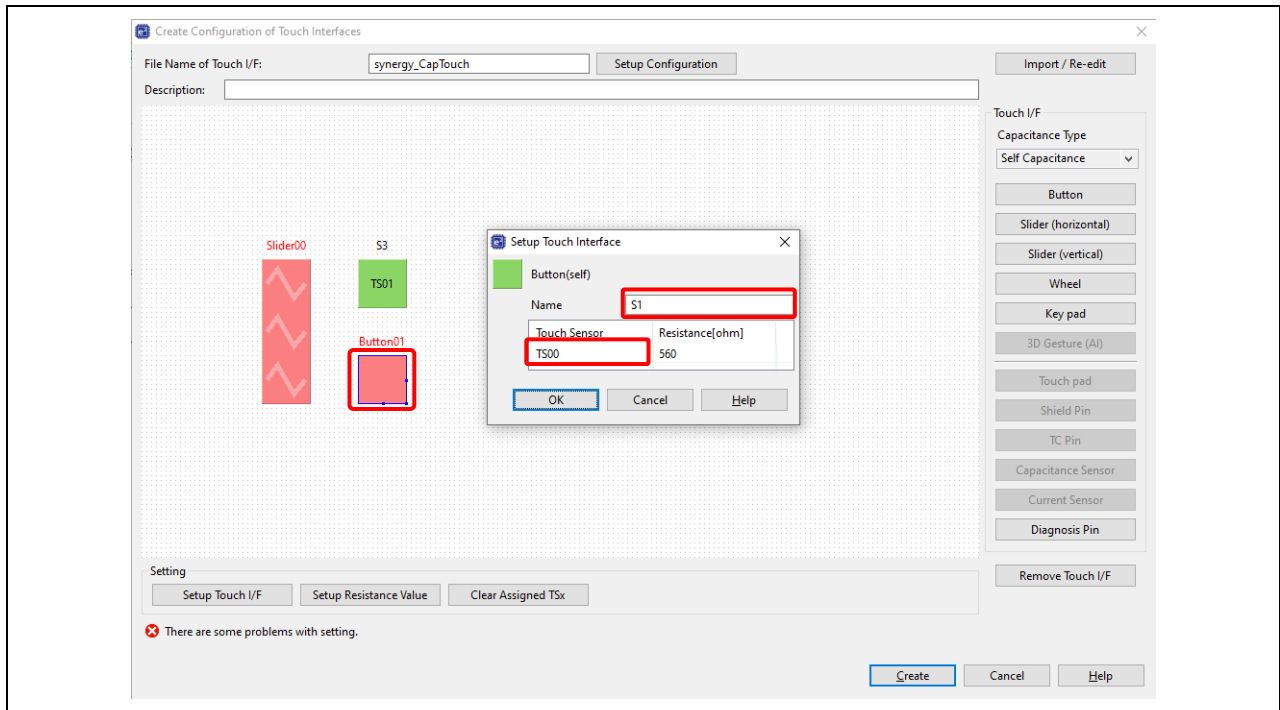 Create Configuration of Touch Interfaces
File Name of Touch I/F: synergy_CapTouch Setup Configuration Import / Re-edit
Description:
Touch I/F
Capacitance Type
Self Capacitance
Button
Slider (horizontal)
Slider (vertical)
Wheel
Key pad
3D Gesture (AI)
Touch pad
Shield Pin
TC Pin
Capacitance Sensor
Current Sensor
Diagnosis Pin
Remove Touch I/F
Slider00 S3
TS01
Button01
Setup Touch Interface
Button(self)
Name S1
Touch Sensor Resistance[ohm]
TS00 560
OK Cancel Help
Setting
Setup Touch I/F Setup Resistance Value Clear Assigned TSx
There are some problems with setting.
Create Cancel Help